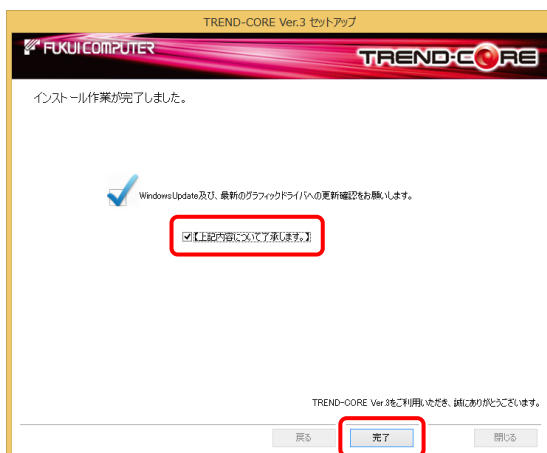 TREND-CORE Ver.3 セットアップ
FUKUI COMPUTER
TREND-CORE
インストール作業が完了しました。
WindowsUpdate及び、最新のグラフィックドライバへの更新確認をお願いします。
【上記内容について了承します。】
TREND-CORE Ver.3をご利用いただき、誠にありがとうございます。
戻る
完了
閉じる